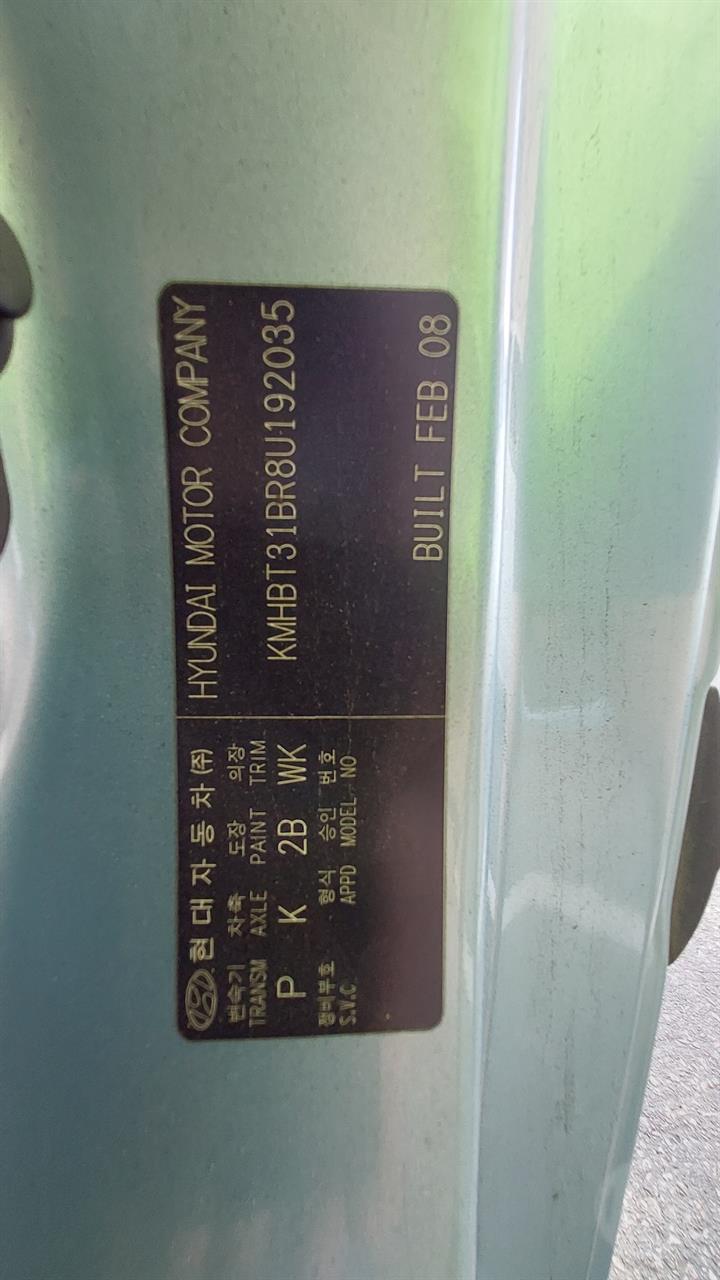 현대자동차(주) HYUNDAI MOTOR COMPANY
변속기 차축 도장 의장
TRANSM AXLE PAINT TRIM
P K 2B WK KMHBT31BR8U192035
정비부호 형식 승인 번호
S.V.C APPD MODEL NO
BUILT FEB 08